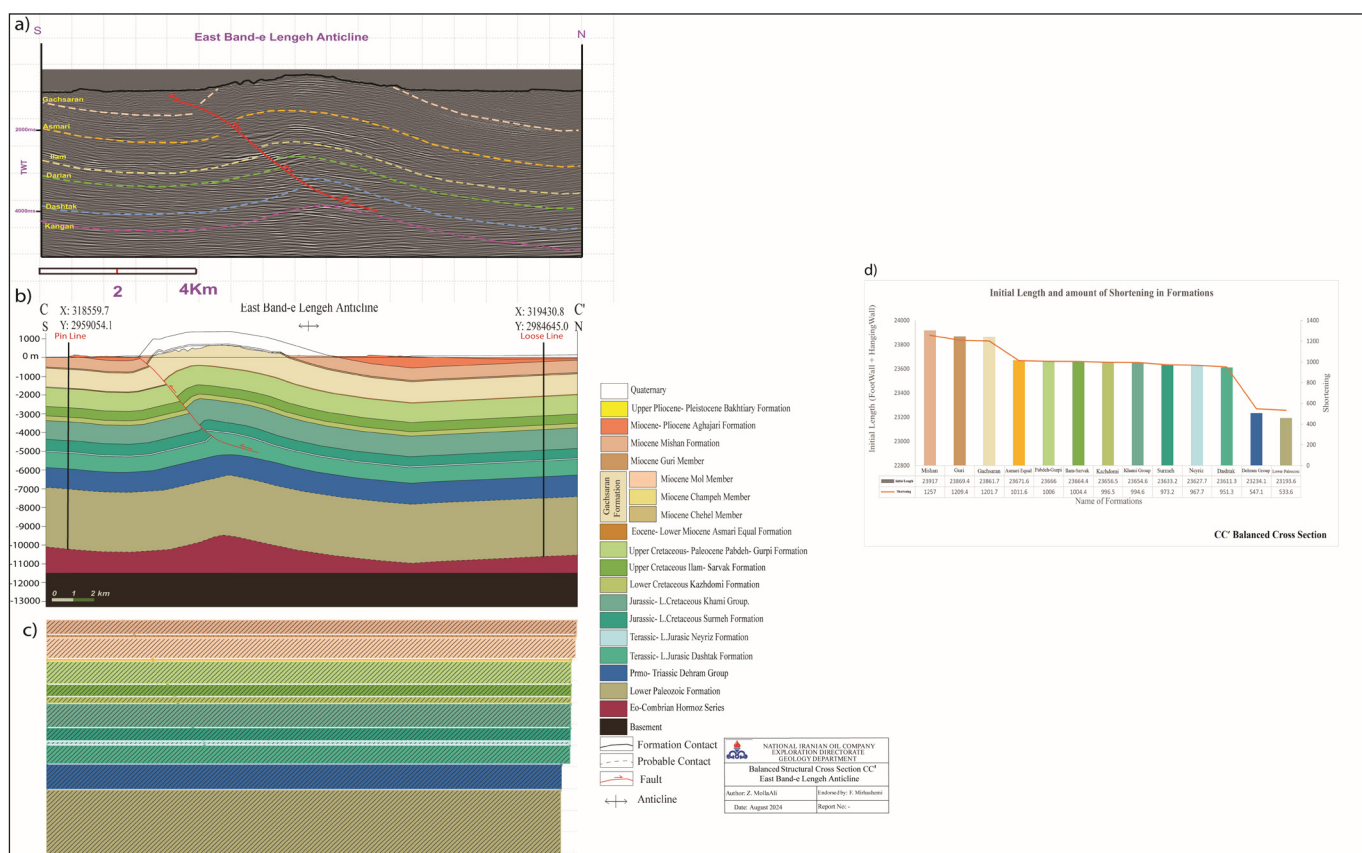 a)
S
N
East Band-e Lengeh Anticline
Gachsaran
2000ms
Asmari
Ilam
TWT
Darian
Dashtak
4000ms
Kangan
2 4Km
b)
C
S
X: 318559.7
Y: 2959054.1
Pin Line
East Band-e Lengeh Anticline
X: 319430.8
Y: 2984645.0
Loose Line
C'
N
1000
0 m
-1000
-2000
-3000
-4000
-5000
-6000
-7000
-8000
-9000
-10000
-11000
-12000
-13000
0 1 2 km
c)
Quaternary
Upper Pliocene- Pleistocene Bakhtiary Formation
Miocene- Pliocene Aghajari Formation
Miocene Mishan Formation
Miocene Guri Member
Gachsaran Formation
Miocene Mol Member
Miocene Champeh Member
Miocene Chehel Member
Eocene- Lower Miocene Asmari Equal Formation
Upper Cretaceous- Paleocene Pabdeh- Gurpi Formation
Upper Cretaceous Ilam- Sarvak Formation
Lower Cretaceous Kazhdomi Formation
Jurassic- L.Cretaceous Khami Group.
Jurassic- L.Cretaceous Surmeh Formation
Terassic- L.Jurasic Neyriz Formation
Terassic- L.Jurasic Dashtak Formation
Prmo- Triassic Dehram Group
Lower Paleozoic Formation
Eo-Combrian Hormoz Series
Basement
Formation Contact
Probable Contact
Fault
Anticline
NATIONAL IRANIAN OIL COMPANY
EXPLORATION DIRECTORATE
GEOLOGY DEPARTMENT
Balanced Structural Cross Section CC'
East Band-e Lengeh Anticline
Author: Z. MollaAli
Endorsed by: F. Mirhashemi
Date: August 2024
Report No: -
d)
Initial Length and amount of Shortening in Formations
Initial Length (FootWall + HangingWall)
24000
23800
23600
23400
23200
23000
22800
1400
1200
1000
800
600
400
200
0
Shortening
Mishan Guri Gachsaran Asmari Equal Pabdeh-Gurpi Ilam-Sarvak Kazhdomi Khami Group Surmeh Neyriz Dashtak Dehram Group Lower Paleozoic
Initial Length 23917 23869.4 23861.7 23671.6 23666 23664.4 23656.5 23654.6 23633.2 23627.7 23611.3 23234.1 23193.6
Shortening 1257 1209.4 1201.7 1011.6 1006 1004.4 996.5 994.6 973.2 967.7 951.3 547.1 533.6
Name of Formations
CC' Balanced Cross Section